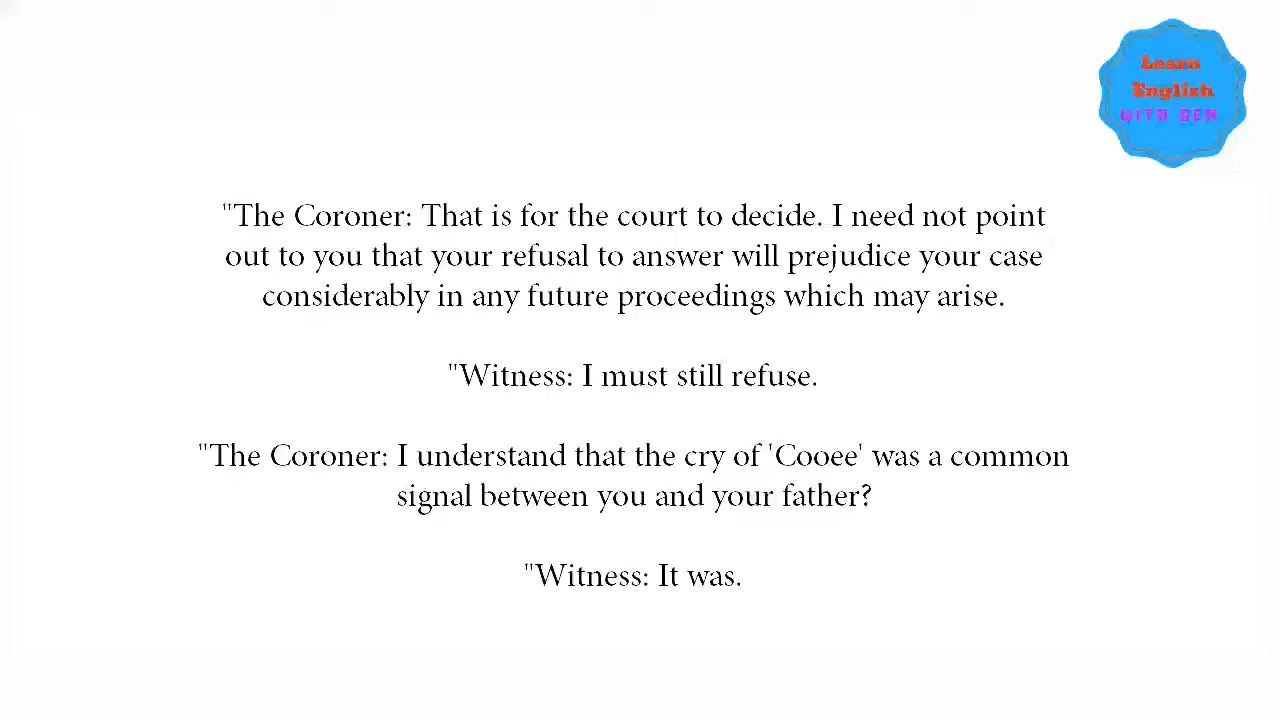 Learn
English
WITH GEM
"The Coroner: That is for the court to decide. I need not point
out to you that your refusal to answer will prejudice your case
considerably in any future proceedings which may arise.
"Witness: I must still refuse.
"The Coroner: I understand that the cry of 'Cooee' was a common
signal between you and your father?
"Witness: It was.